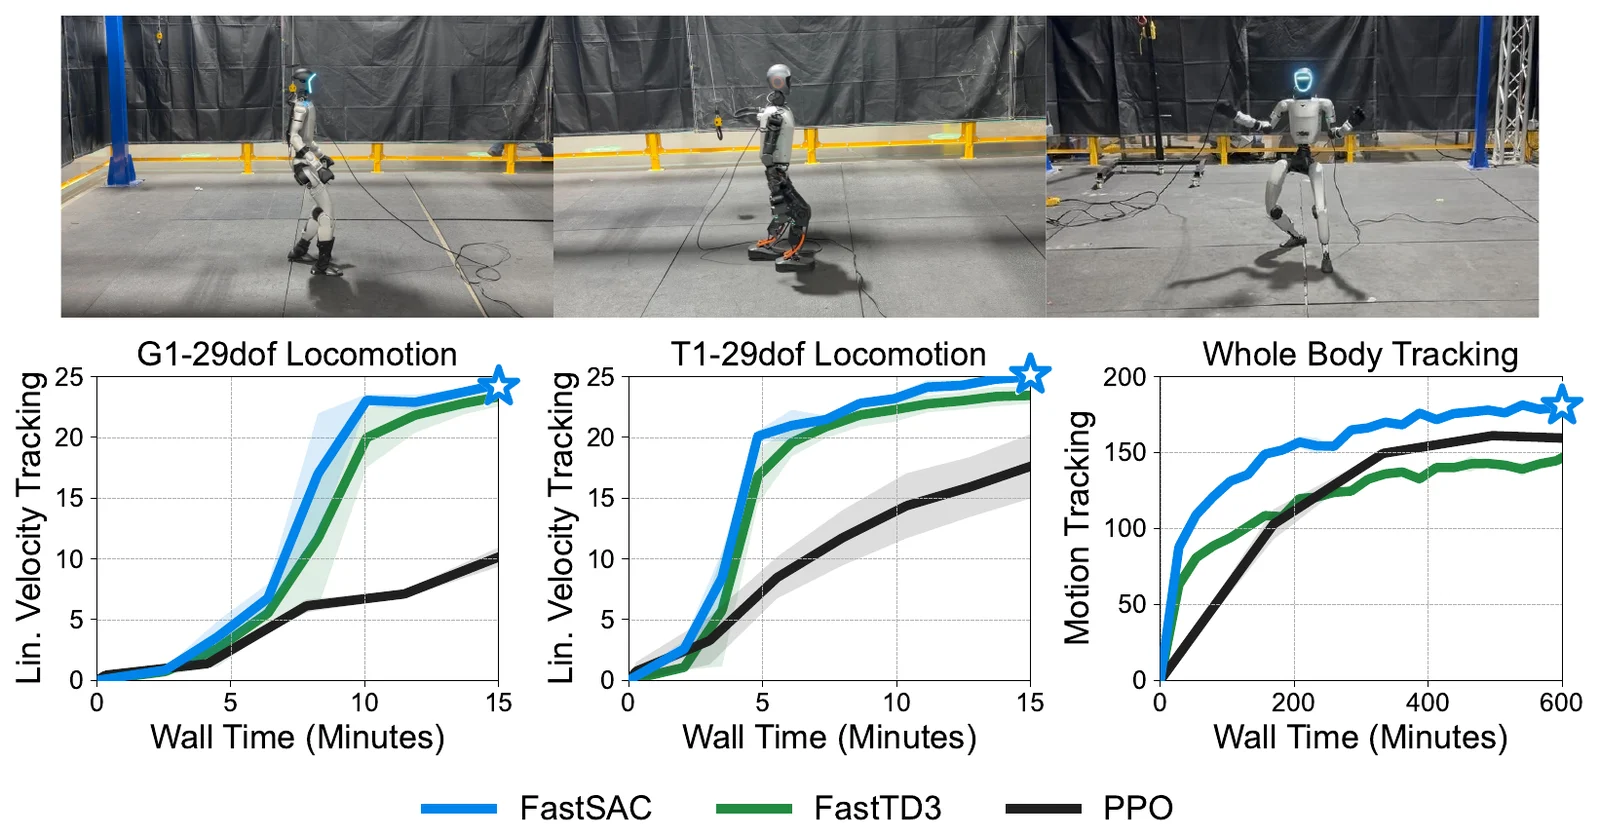 G1-29dof Locomotion
Lin. Velocity Tracking
25
20
15
10
5
0
0 5 10 15
Wall Time (Minutes)
T1-29dof Locomotion
Lin. Velocity Tracking
25
20
15
10
5
0
0 5 10 15
Wall Time (Minutes)
Whole Body Tracking
Motion Tracking
200
150
100
50
0
0 200 400 600
Wall Time (Minutes)
FastSAC FastTD3 PPO